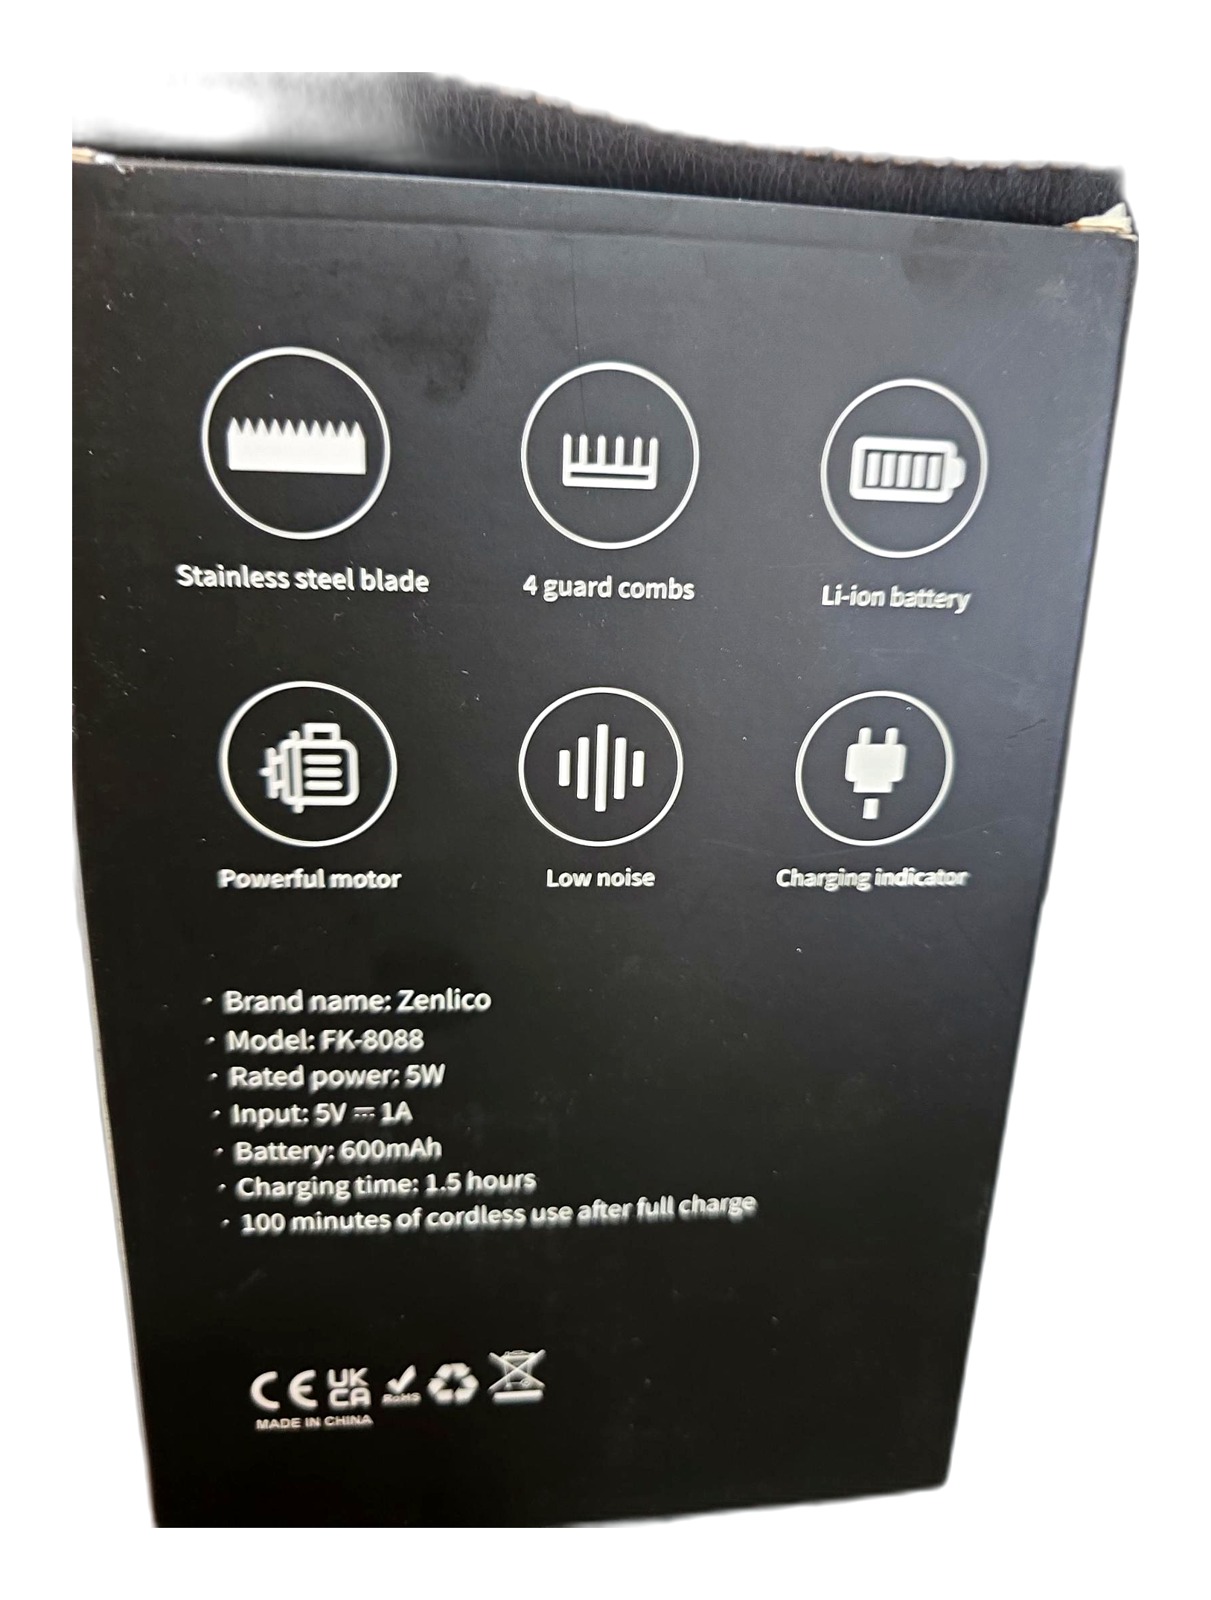 Stainless steel blade
4 guard combs
Li-ion battery
Powerful motor
Low noise
Charging indicator
· Brand name: Zenlico
· Model: FK-8088
· Rated power: 5W
· Input: 5V ⎓ 1A
· Battery: 600mAh
· Charging time: 1.5 hours
· 100 minutes of cordless use after full charge
CE UK CA RoHS
MADE IN CHINA